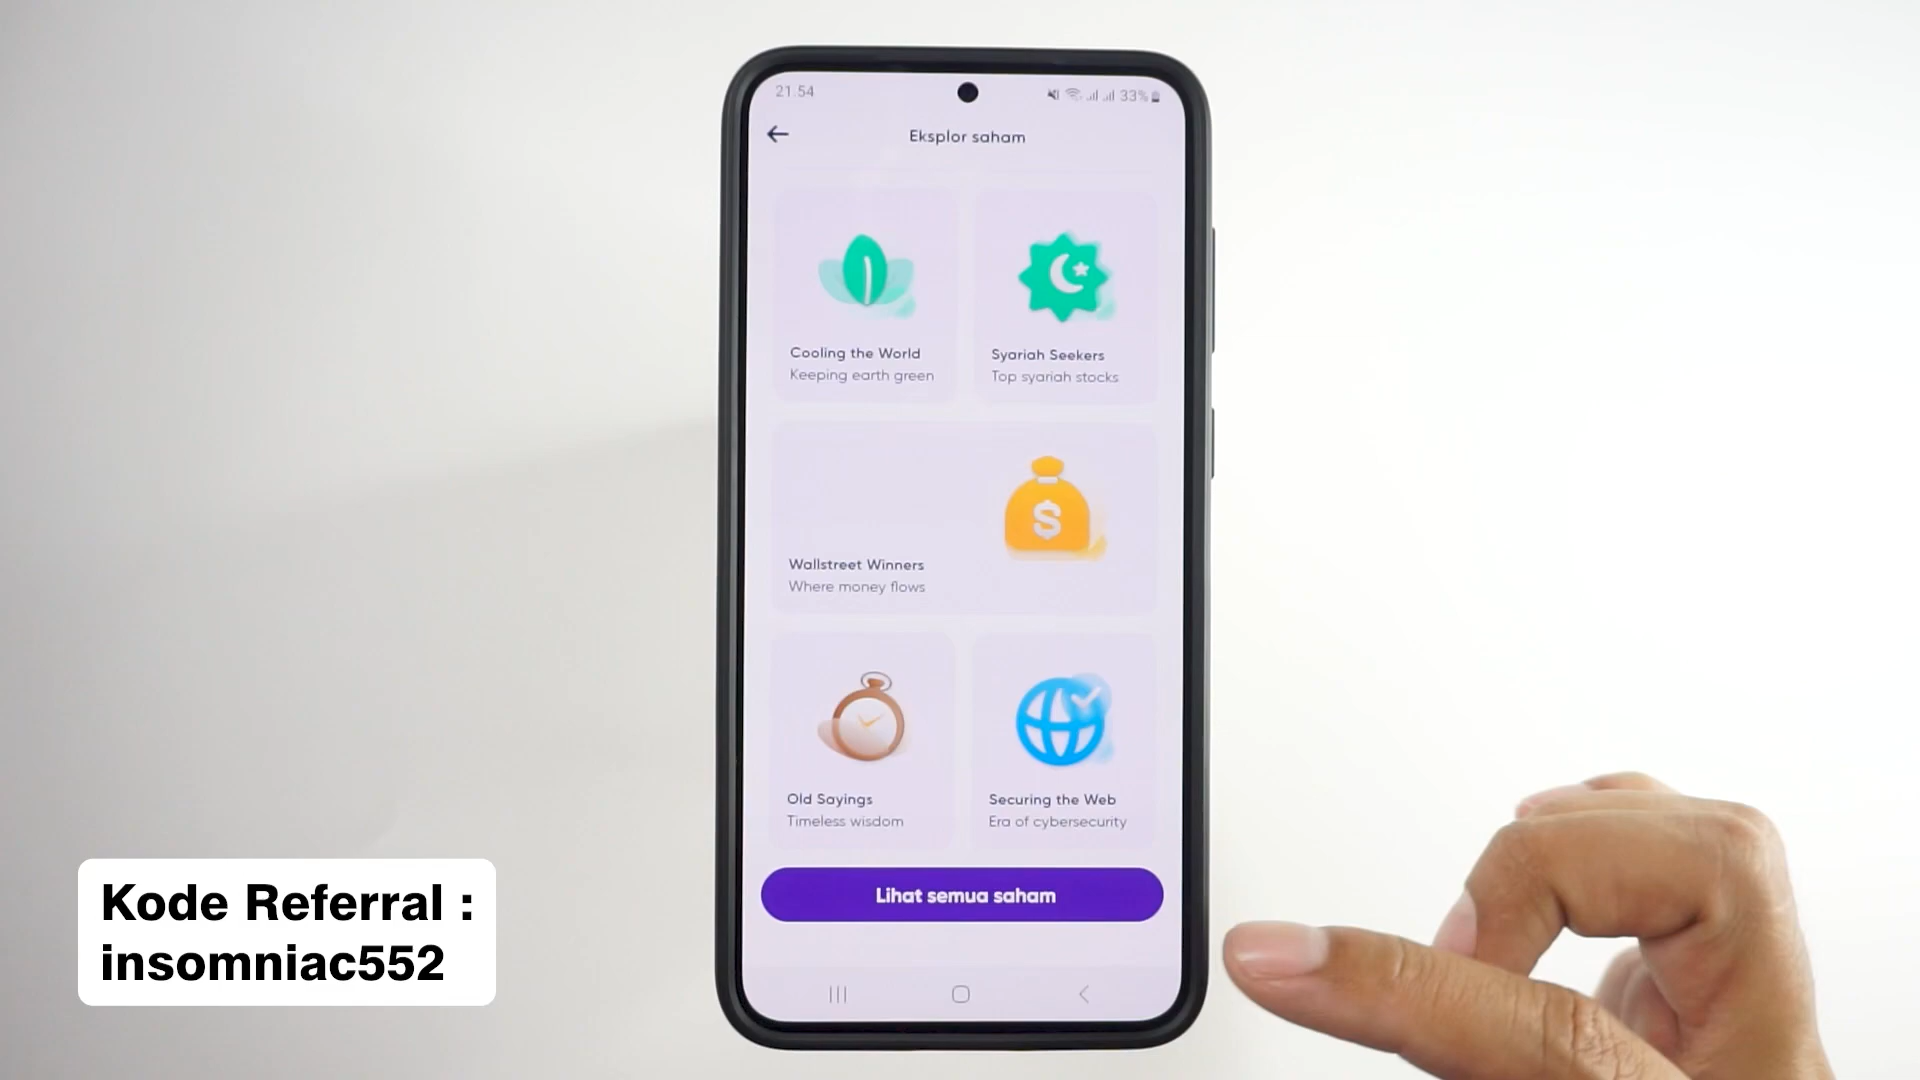 21.54
33%
Eksplor saham
Cooling the World
Keeping earth green
Syariah Seekers
Top syariah stocks
Wallstreet Winners
Where money flows
Old Sayings
Timeless wisdom
Securing the Web
Era of cybersecurity
Lihat semua saham
Kode Referral :
insomniac552